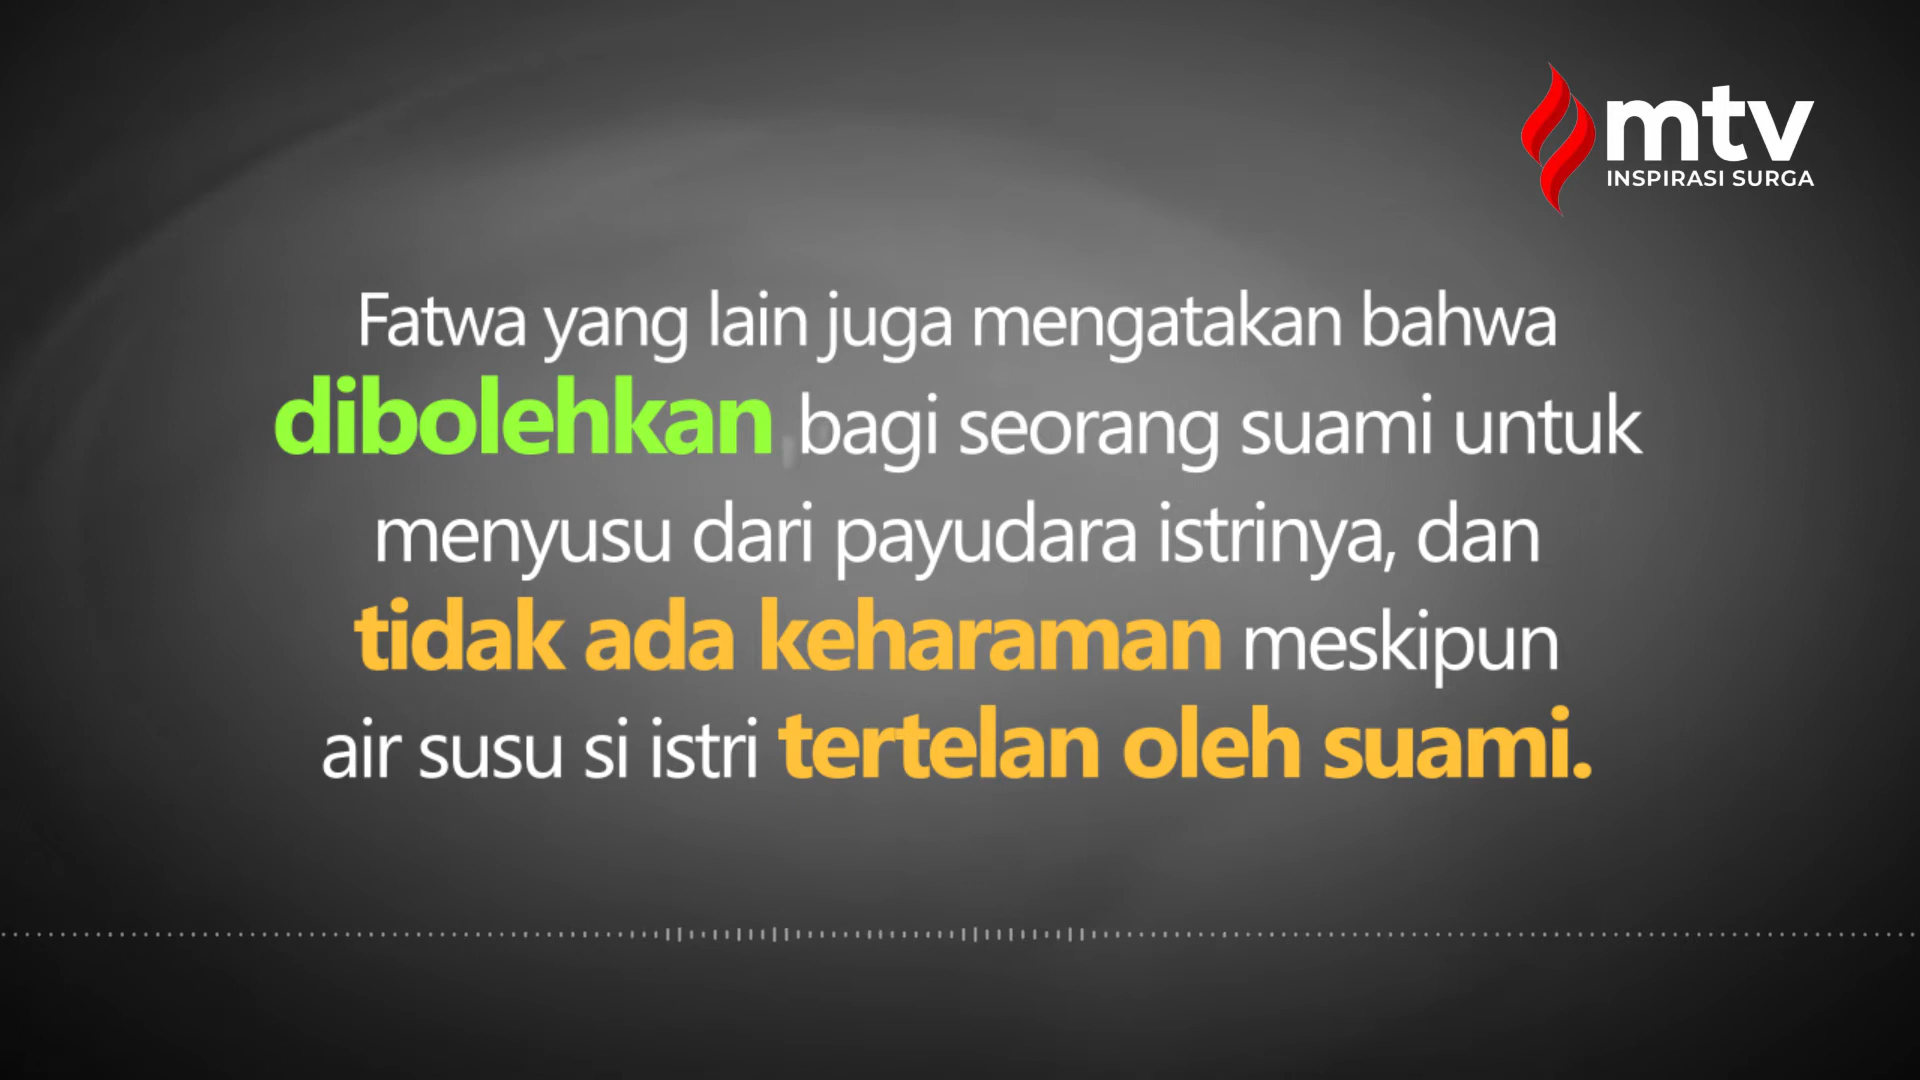 mtv
INSPIRASI SURGA
Fatwa yang lain juga mengatakan bahwa
dibolehkan bagi seorang suami untuk
menyusu dari payudara istrinya, dan
tidak ada keharaman meskipun
air susu si istri tertelan oleh suami.